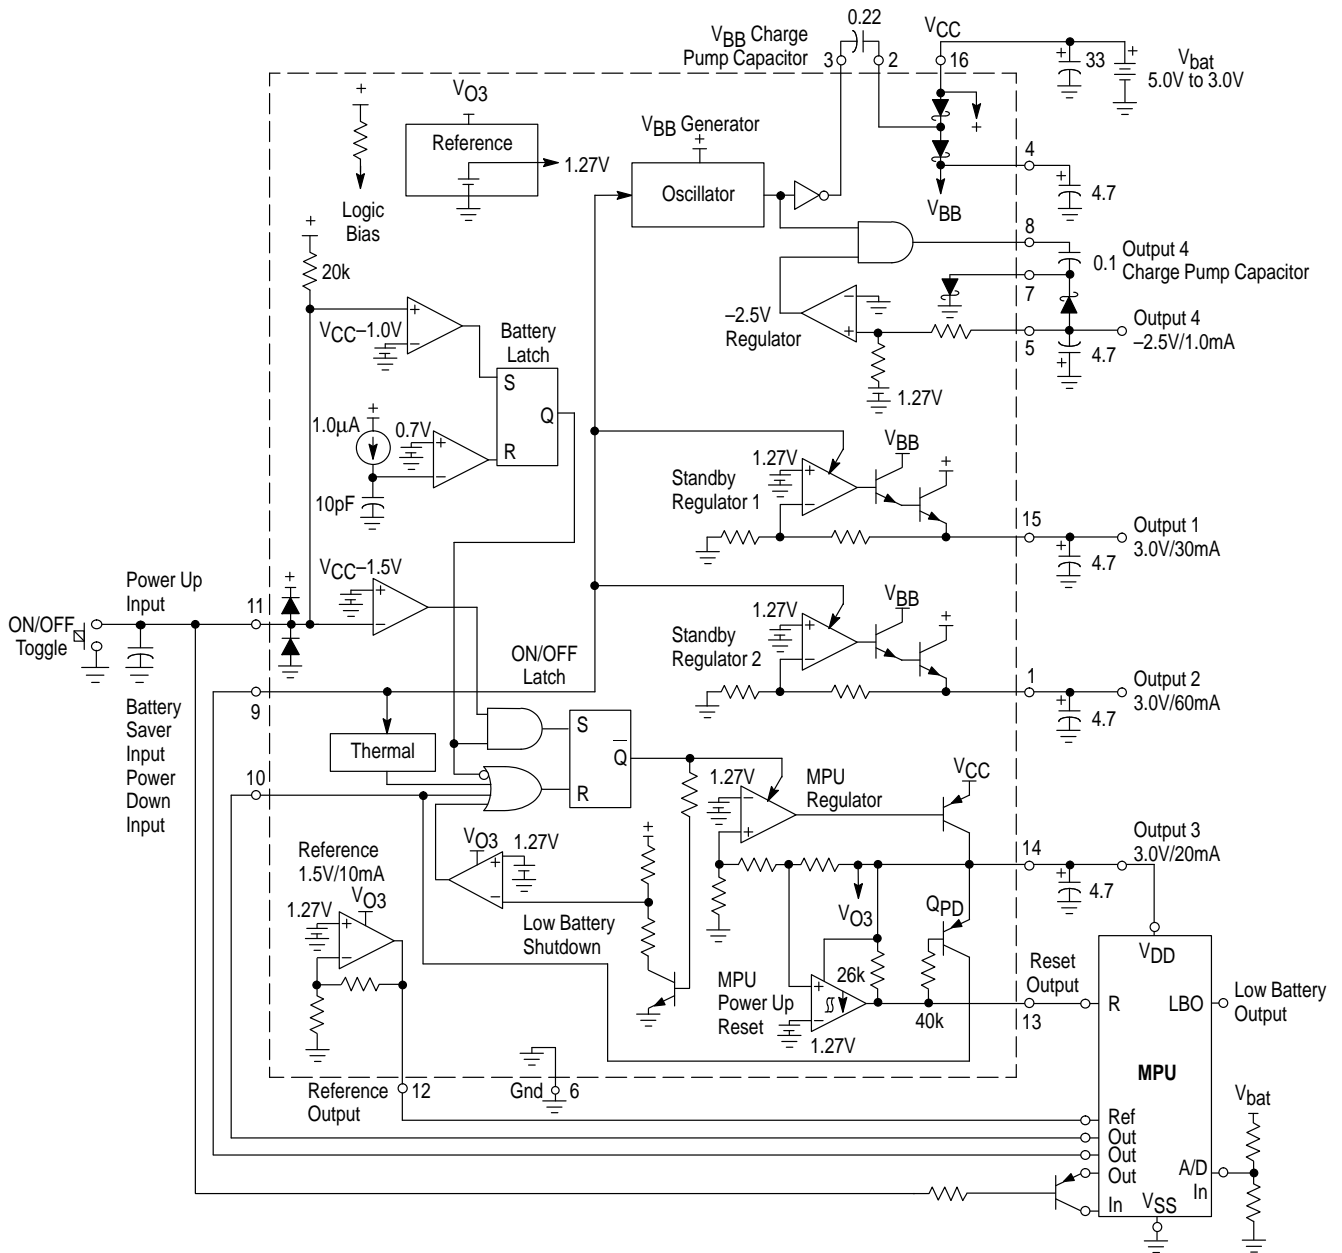 0.22
VBB Charge
Pump Capacitor
3
2
VCC
16
33
Vbat
5.0V to 3.0V
+
VO3
Reference
1.27V
+
Logic
Bias
VBB Generator
+
Oscillator
+
VBB
4
+
4.7
8
0.1
Output 4
Charge Pump Capacitor
7
+
20k
VCC–1.0V
+
–
Battery
Latch
S
Q
R
–2.5V
Regulator
–
+
1.27V
5
+
4.7
Output 4
–2.5V/1.0mA
+
1.0µA
0.7V
+
–
10pF
Standby
Regulator 1
1.27V
+
–
VBB
+
15
+
4.7
Output 1
3.0V/30mA
VCC–1.5V
+
–
Power Up
Input
11
+
ON/OFF
Toggle
Standby
Regulator 2
1.27V
+
–
VBB
+
1
+
4.7
Output 2
3.0V/60mA
ON/OFF
Latch
9
Battery
Saver
Input
Power
Down
Input
10
Thermal
S
Q
R
1.27V
–
+
MPU
Regulator
VCC
14
+
4.7
Output 3
3.0V/20mA
VO3
1.27V
+
–
+
Low Battery
Shutdown
Reference
1.5V/10mA
VO3
1.27V
+
–
VO3
QPD
MPU
Power Up
Reset
26k
+
–
1.27V
40k
Reset
Output
13
VDD
R
LBO
Low Battery
Output
MPU
Reference
Output
12
Gnd
6
Ref
Out
Out
Out
In
VSS
A/D
In
Vbat